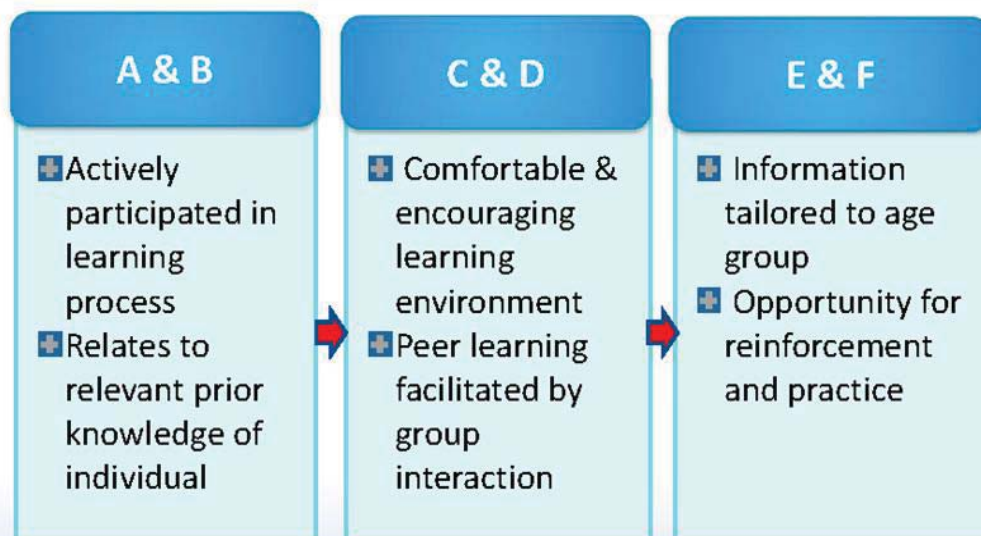 A & B
Actively
participated in
learning
process
Relates to
relevant prior
knowledge of
individual
C & D
Comfortable &
encouraging
learning
environment
Peer learning
facilitated by
group
interaction
E & F
Information
tailored to age
group
Opportunity for
reinforcement
and practice